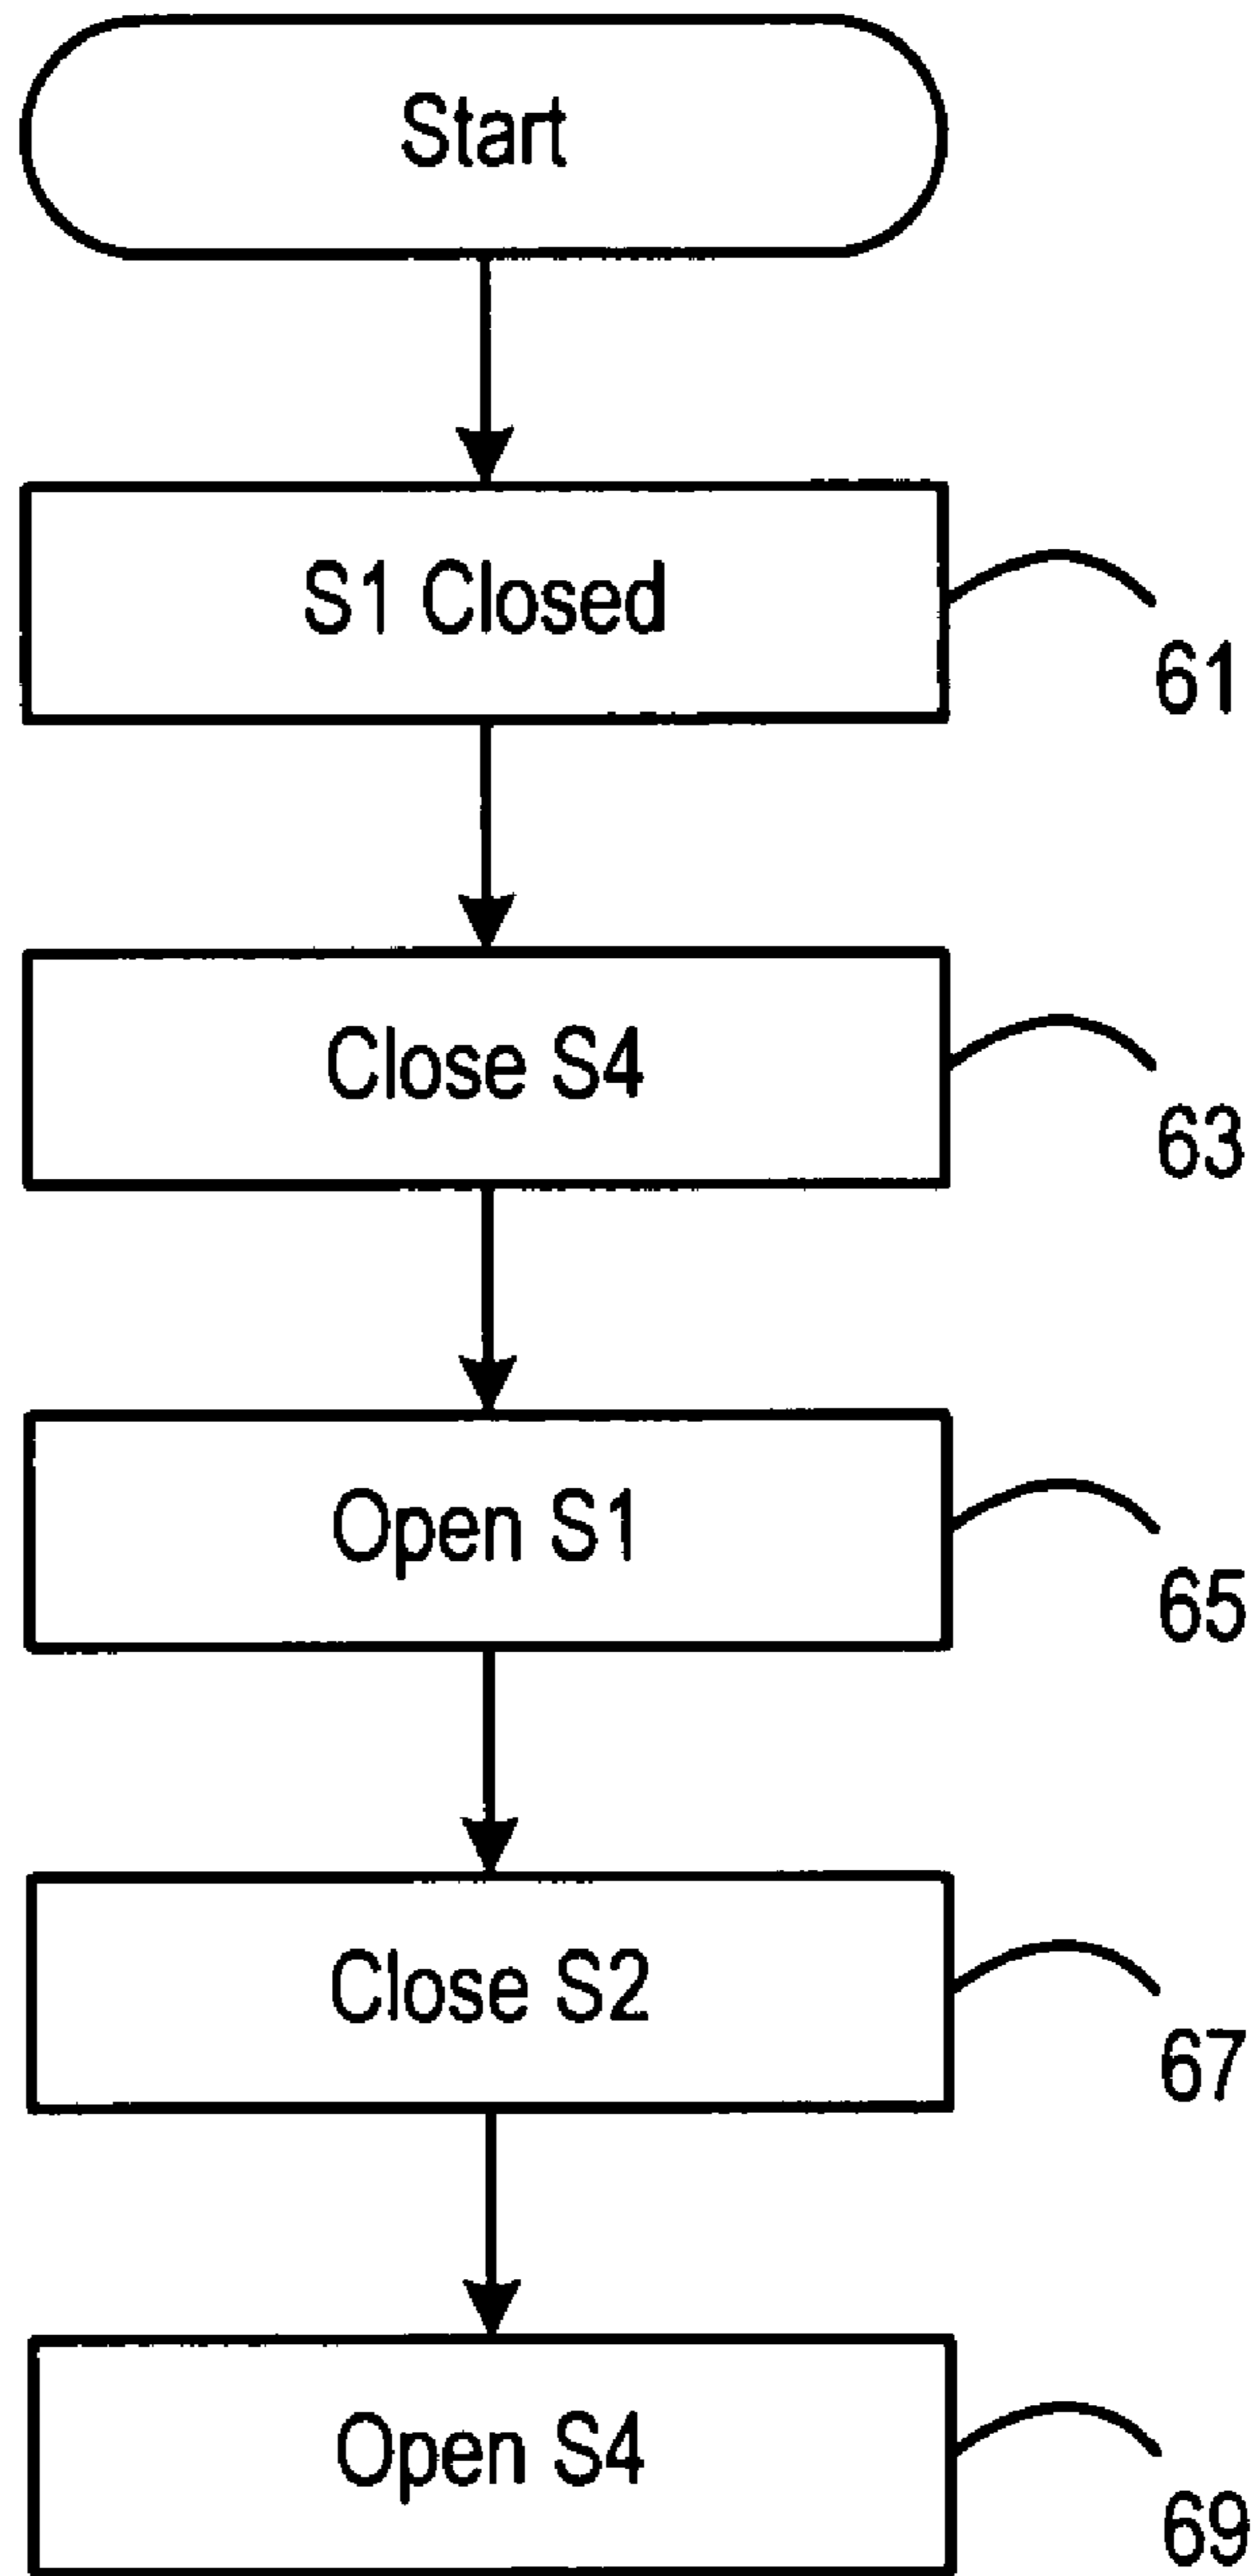 Start
S1 Closed
61
Close S4
63
Open S1
65
Close S2
67
Open S4
69